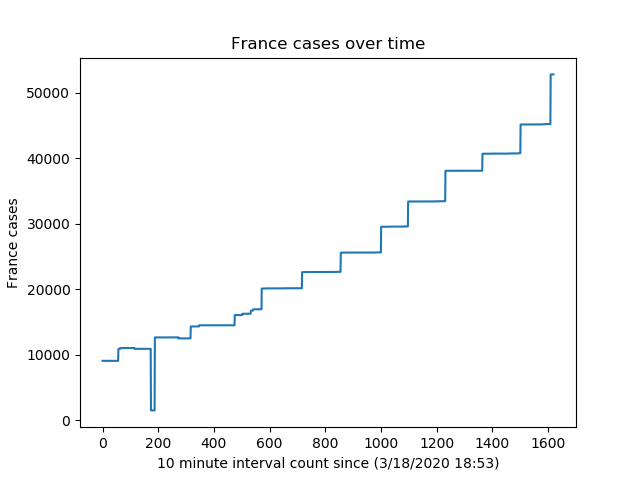 France cases over time
50000
40000
30000
20000
10000
0
France cases
0 200 400 600 800 1000 1200 1400 1600
10 minute interval count since (3/18/2020 18:53)